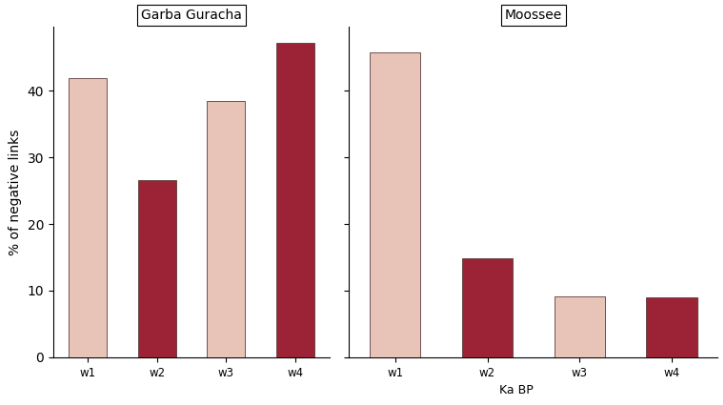 Garba Guracha
Moossee
% of negative links
40
30
20
10
0
w1 w2 w3 w4
w1 w2 w3 w4
Ka BP